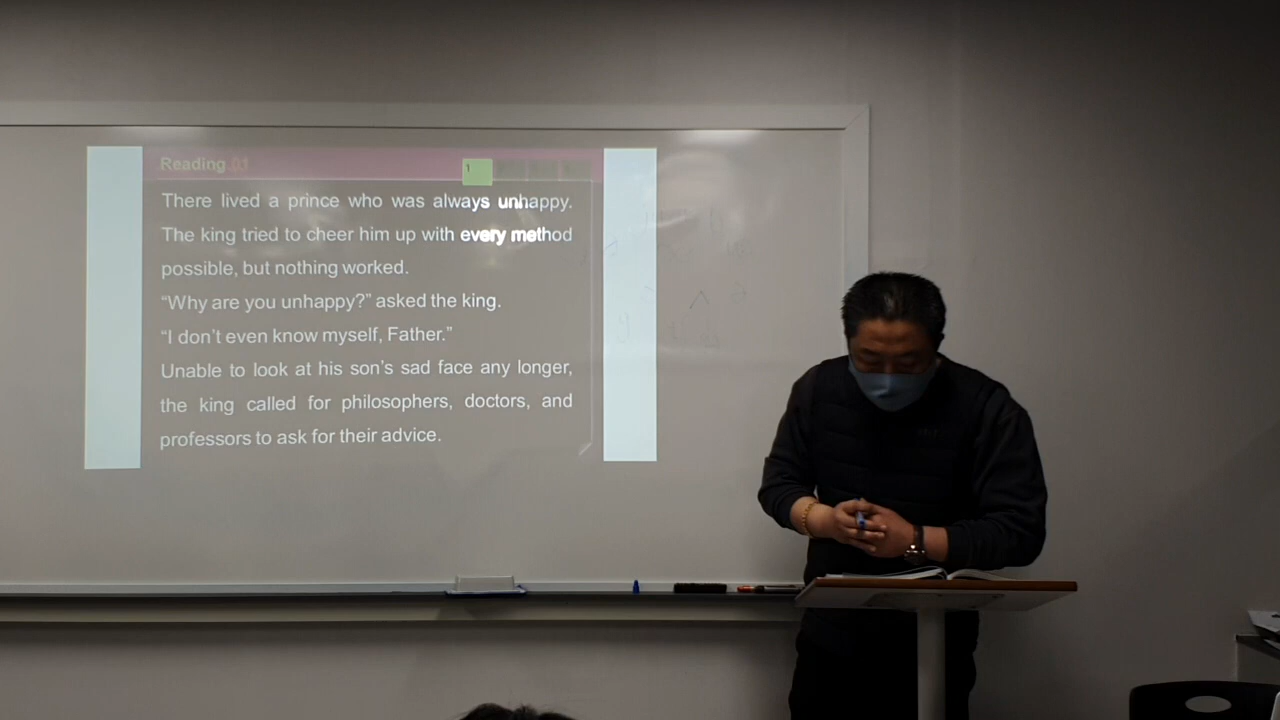 Reading 01
1
There lived a prince who was always unhappy.
The king tried to cheer him up with every method
possible, but nothing worked.
“Why are you unhappy?” asked the king.
“I don’t even know myself, Father.”
Unable to look at his son’s sad face any longer,
the king called for philosophers, doctors, and
professors to ask for their advice.